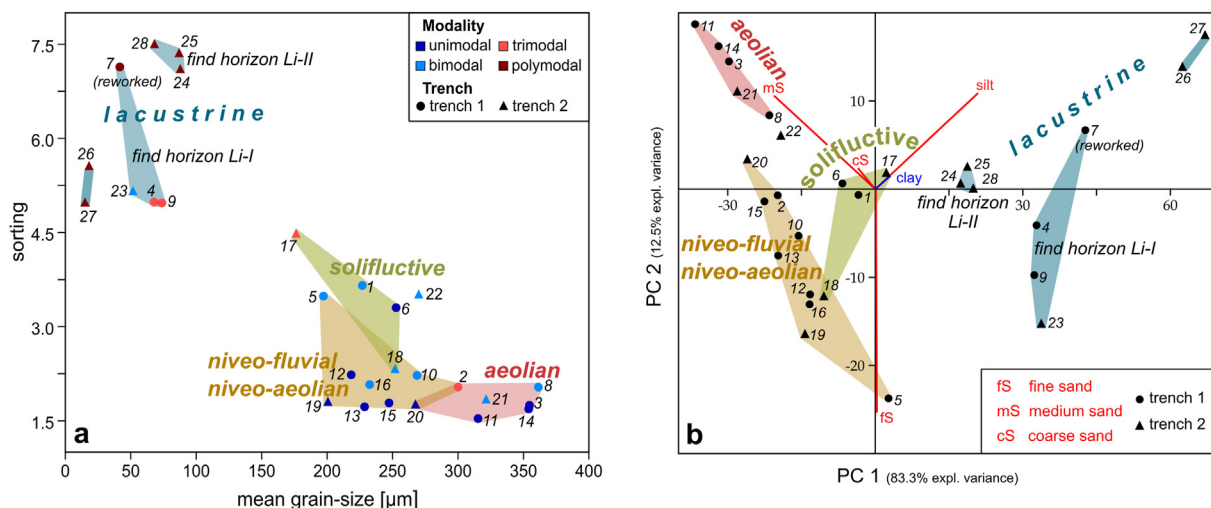 7.5
6.0
4.5
3.0
1.5
sorting
0
50
100
150
200
250
300
350
400
mean grain-size [µm]
a
Modality
unimodal
trimodal
bimodal
polymodal
Trench
trench 1
trench 2
28
25
24
find horizon Li-II
7
(reworked)
lacustrine
find horizon Li-I
26
27
23
4
9
17
solifluctive
1
5
6
22
18
niveo-fluvial
niveo-aeolian
12
16
10
2
aeolian
8
19
13
15
20
21
11
3
14
PC 2 (12.5% expl. variance)
PC 1 (83.3% expl. variance)
b
10
-10
-20
-30
30
60
11
14
3
aeolian
21
mS
8
22
silt
solifluctive
cS
17
clay
20
6
1
2
15
10
niveo-fluvial
niveo-aeolian
13
12
18
16
19
5
fS
27
26
lacustrine
7
(reworked)
25
24
28
find horizon
Li-II
4
find horizon Li-I
9
23
fS fine sand
mS medium sand
cS coarse sand
trench 1
trench 2